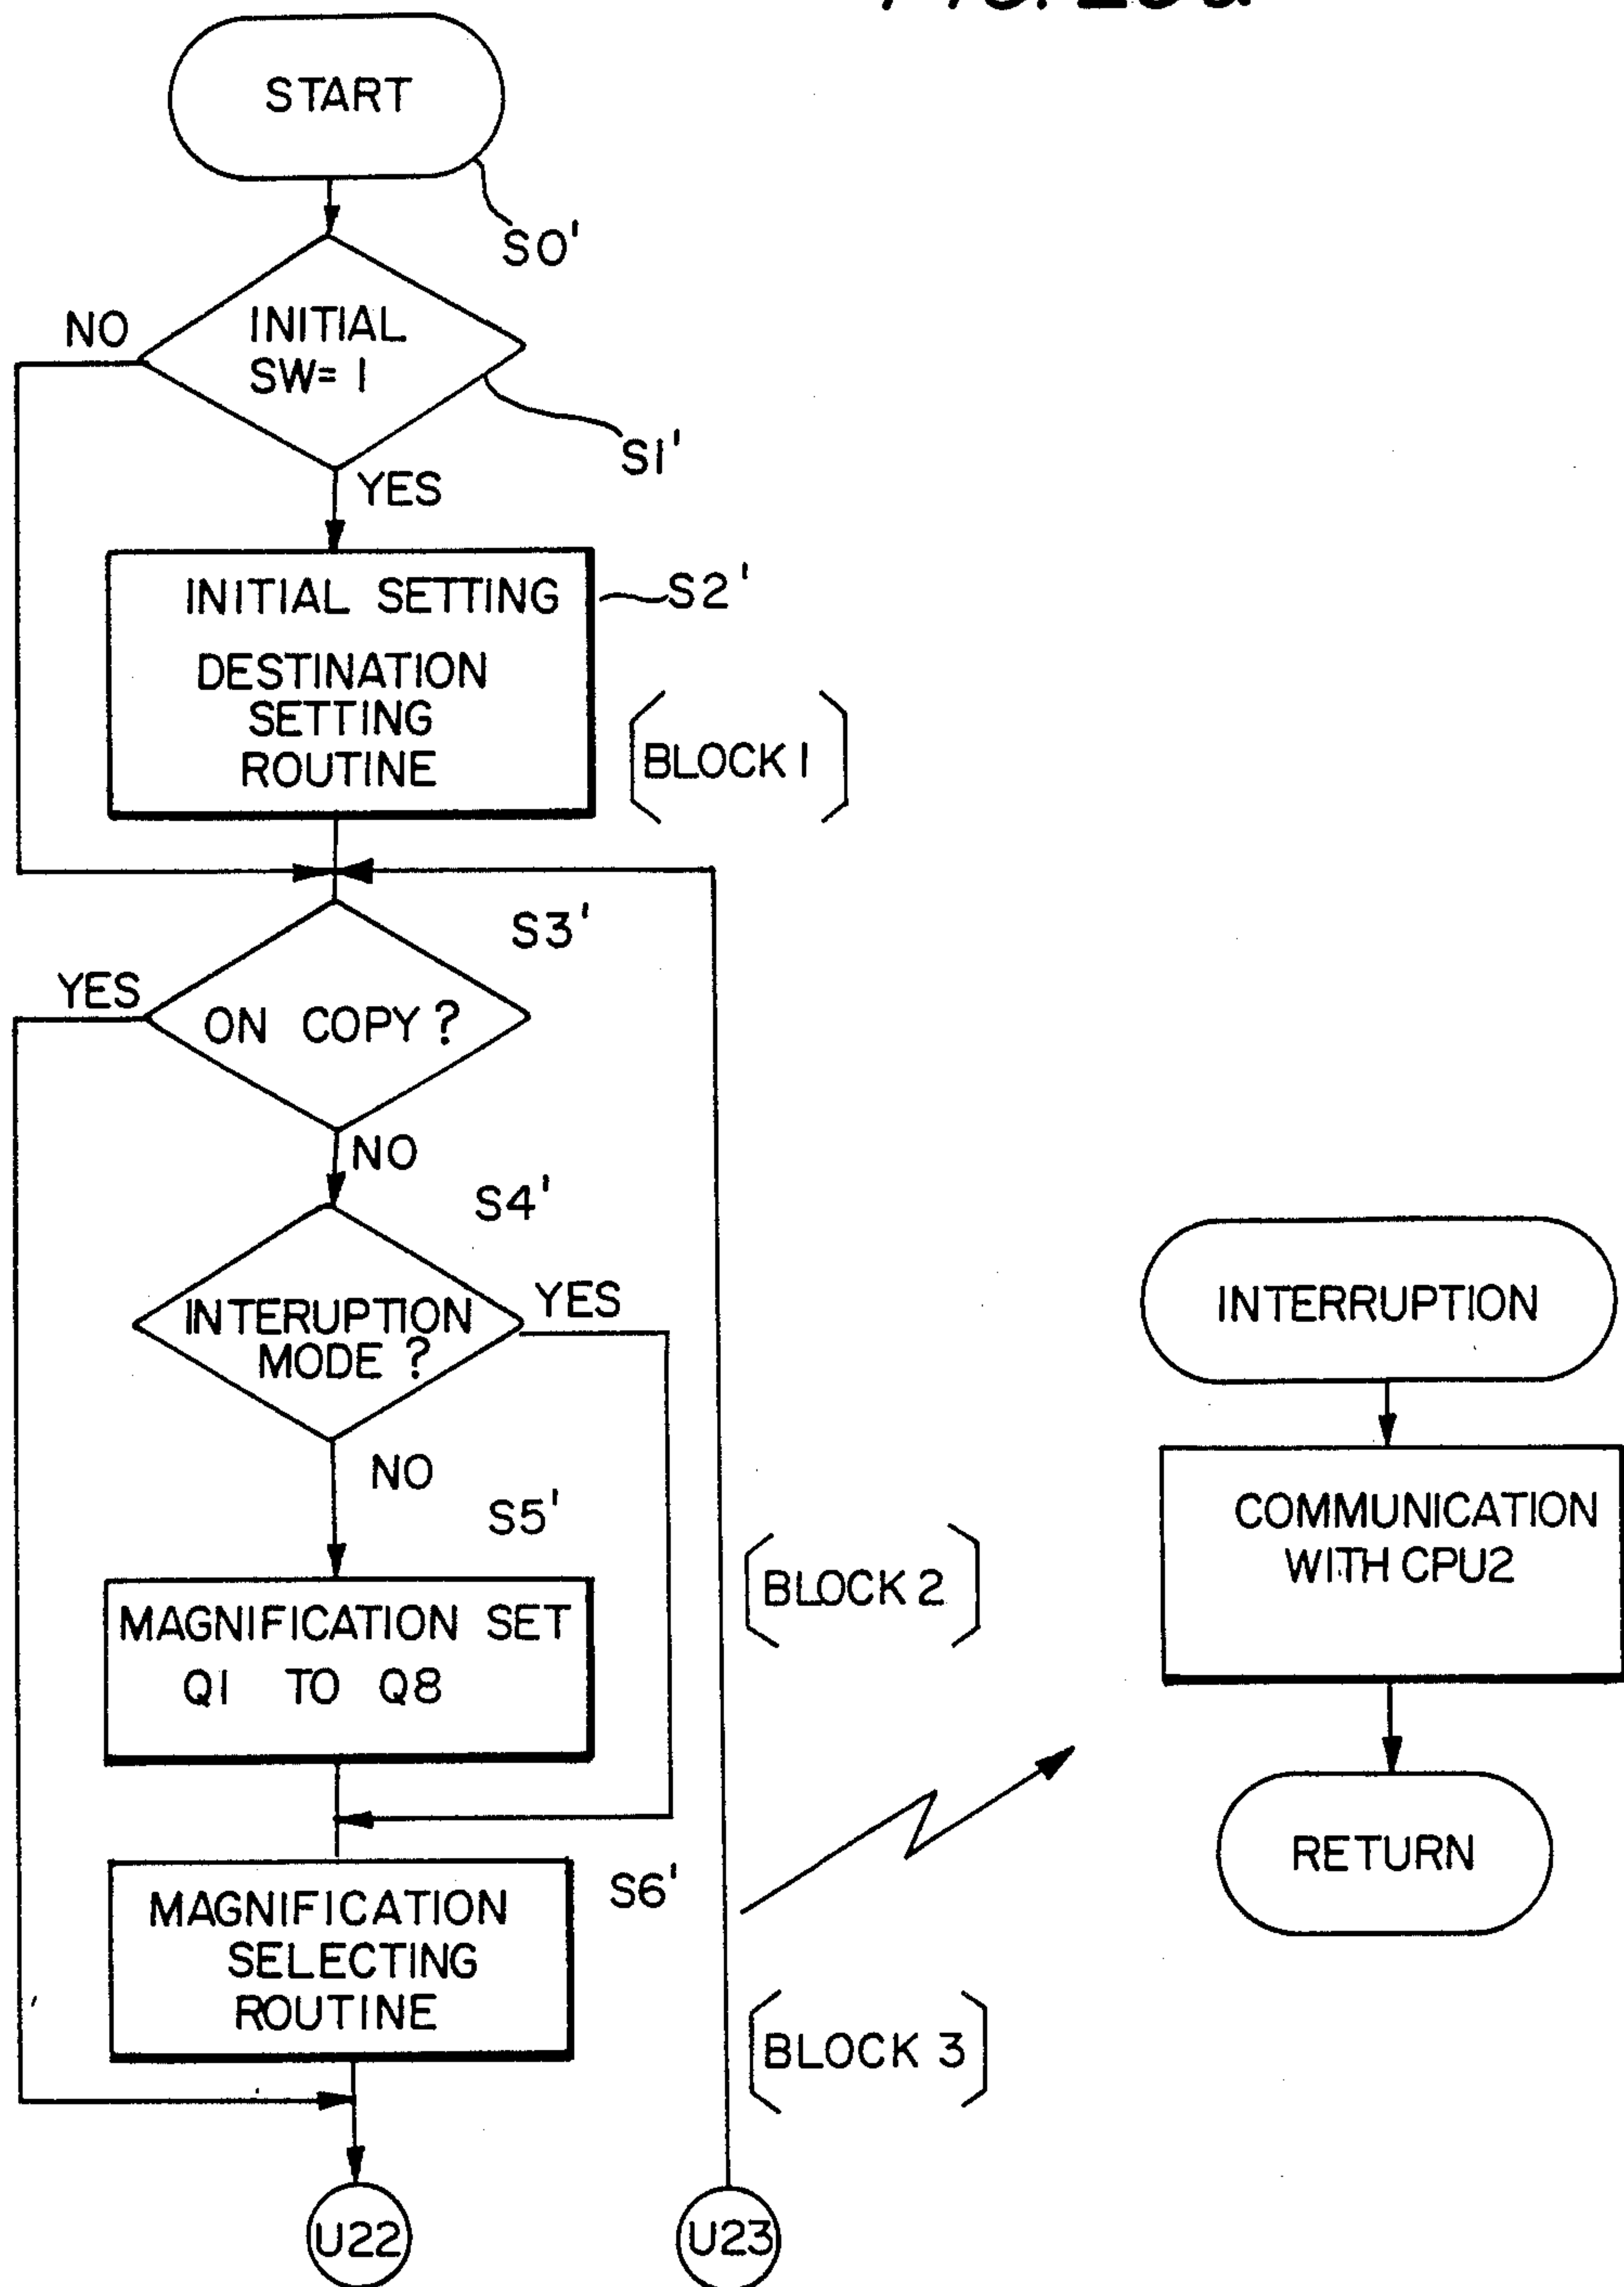 START
S0'
NO
INITIAL
SW= 1
S1'
YES
INITIAL SETTING
S2'
DESTINATION
SETTING
ROUTINE
BLOCK 1
S3'
YES
ON COPY?
NO
S4'
INTERUPTION
MODE?
YES
NO
S5'
MAGNIFICATION SET
Q1 TO Q8
BLOCK 2
MAGNIFICATION
SELECTING
ROUTINE
S6'
BLOCK 3
U22
U23
INTERRUPTION
COMMUNICATION
WITH CPU2
RETURN